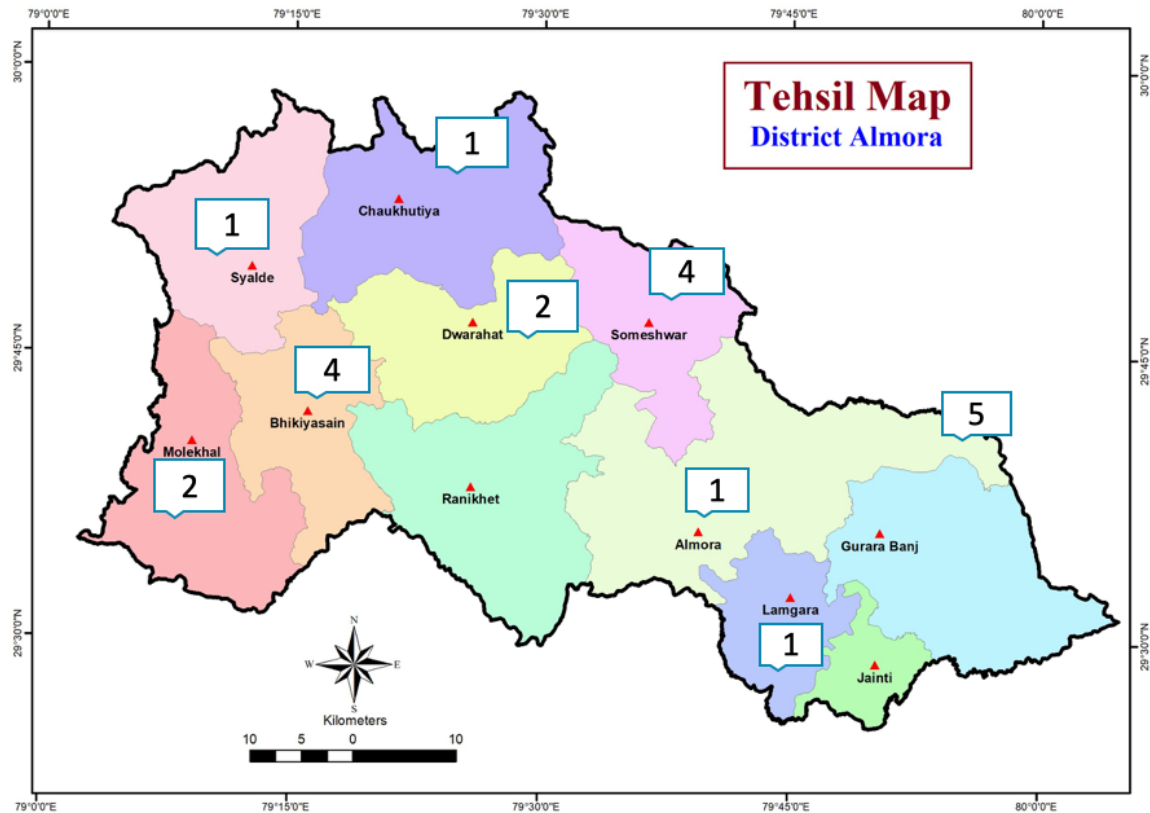 79°0'0"E 79°15'0"E 79°30'0"E 79°45'0"E 80°0'0"E
30°0'0"N
30°0'0"N
Tehsil Map
District Almora
1
Chaukhutiya
1
Syalde
4
Someshwar
2
Dwarahat
29°45'0"N
29°45'0"N
4
Bhikiyasain
5
Molekhal
2
Ranikhet
1
Almora
Gurara Banj
Lamgara
1
Jainti
29°30'0"N
29°30'0"N
N
W E
S
Kilometers
10 5 0 10
79°0'0"E 79°15'0"E 79°30'0"E 79°45'0"E 80°0'0"E